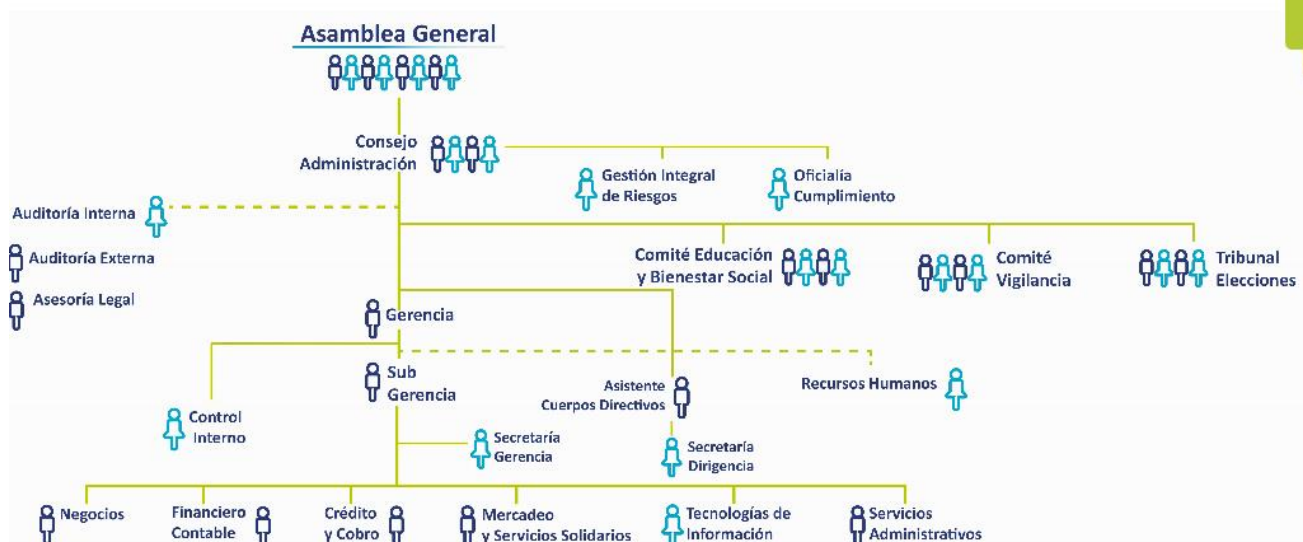 Asamblea General
Consejo
Administración
Gestión Integral
de Riesgos
Oficialía
Cumplimiento
Auditoría Interna
Auditoría Externa
Asesoría Legal
Comité Educación
y Bienestar Social
Comité
Vigilancia
Tribunal
Elecciones
Gerencia
Sub
Gerencia
Asistente
Cuerpos Directivos
Recursos Humanos
Control
Interno
Secretaría
Gerencia
Secretaría
Dirigencia
Negocios
Financiero
Contable
Crédito
y Cobro
Mercadeo
y Servicios Solidarios
Tecnologías de
Información
Servicios
Administrativos